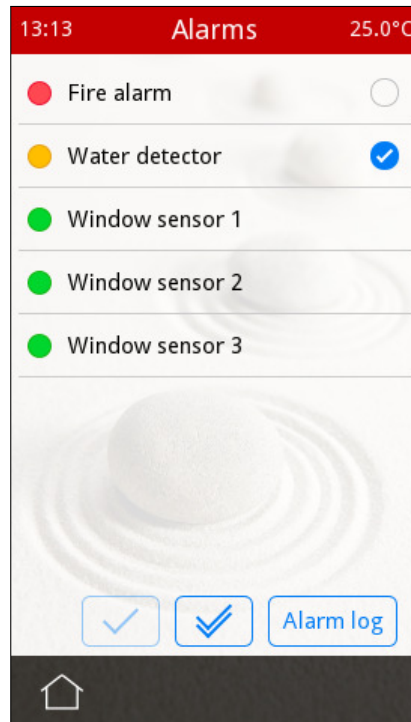 13:13 Alarms 25.0°C
Fire alarm
Water detector
Window sensor 1
Window sensor 2
Window sensor 3
Alarm log